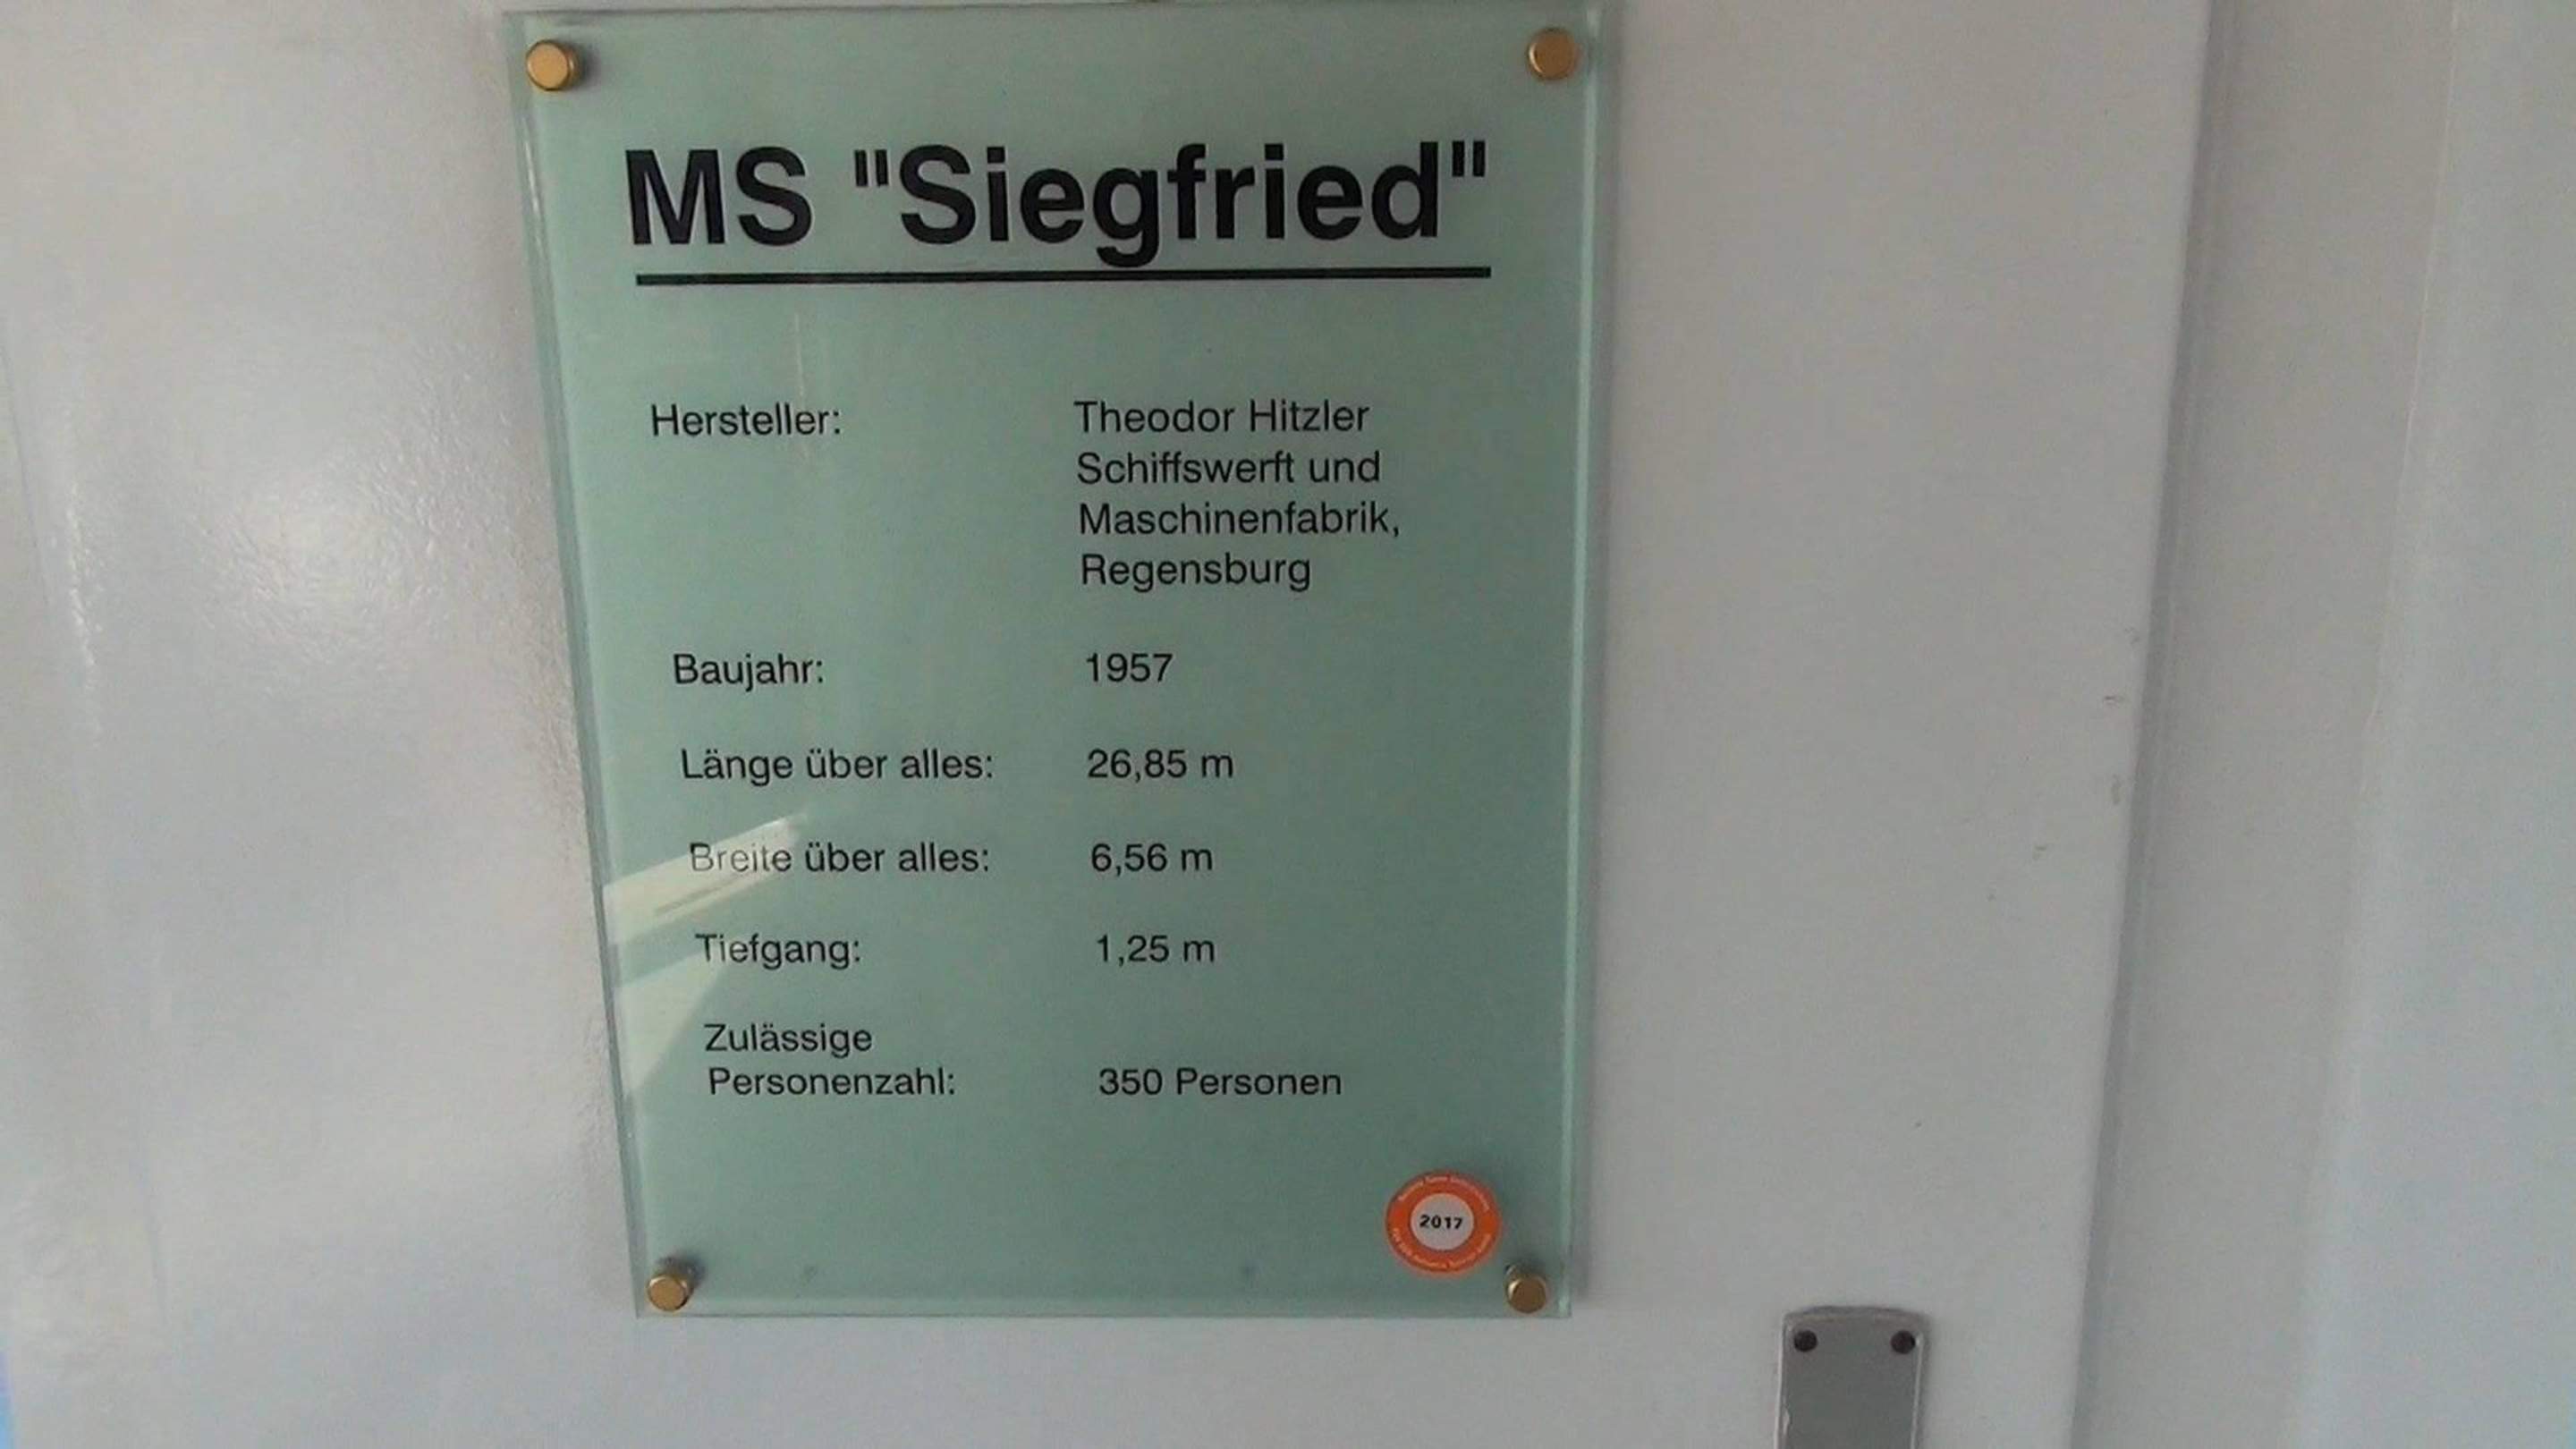 MS "Siegfried"
Hersteller: Theodor Hitzler
Schiffswerft und
Maschinenfabrik,
Regensburg
Baujahr: 1957
Länge über alles: 26,85 m
Breite über alles: 6,56 m
Tiefgang: 1,25 m
Zulässige
Personenzahl: 350 Personen
2017